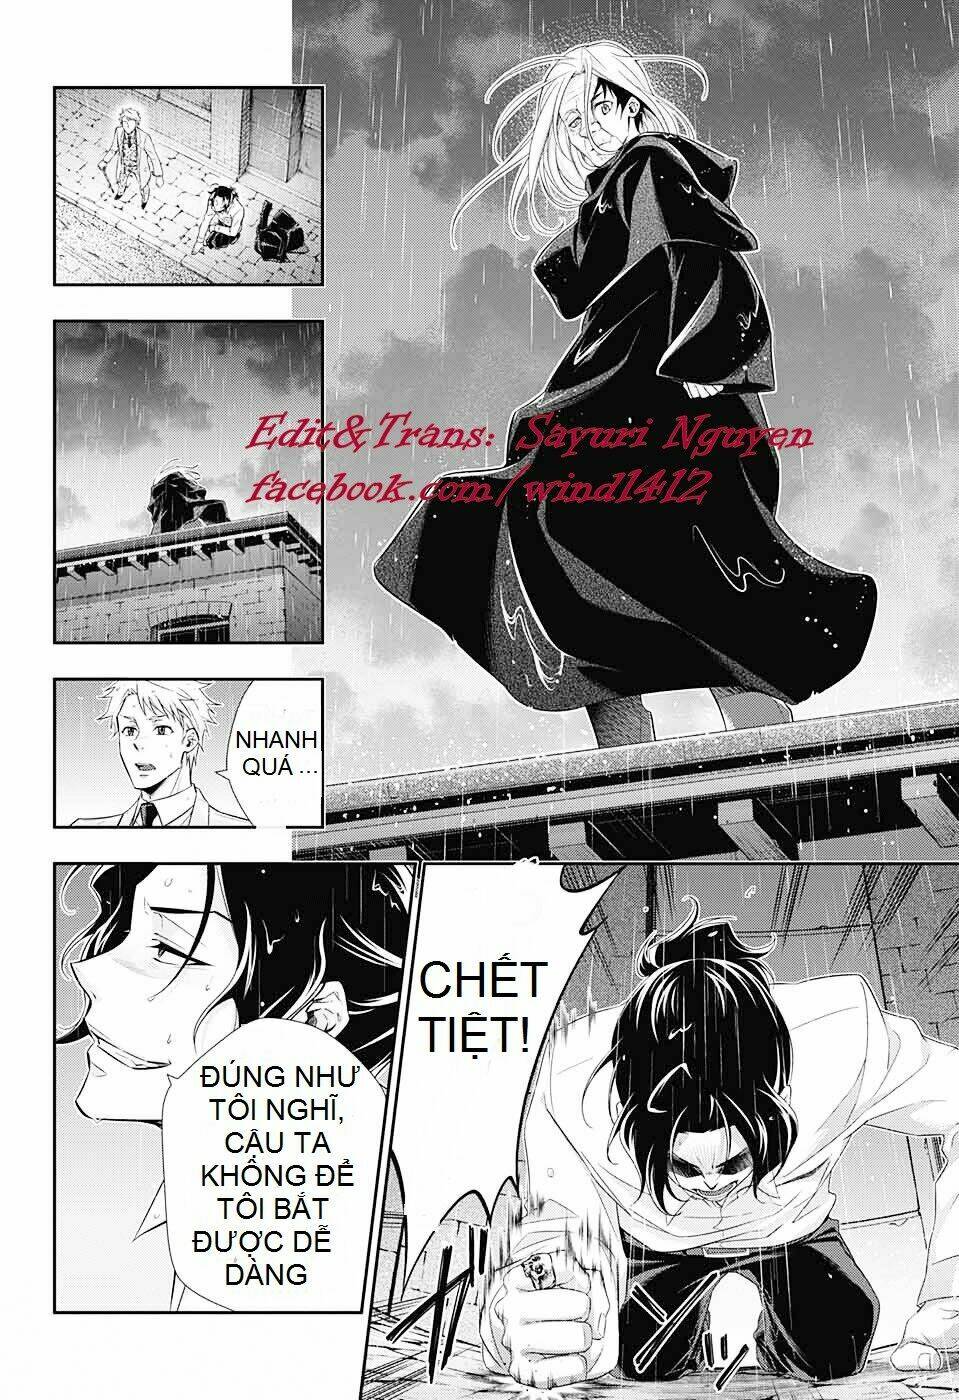 Edit&Trans: Sayuri Nguyen
facebook.com/wind1412
NHANH
QUÁ ...
CHẾT
TIỆT!
ĐÚNG NHƯ
TÔI NGHĨ,
CẬU TA
KHÔNG ĐỂ
TÔI BẮT
ĐƯỢC DỄ
DÀNG